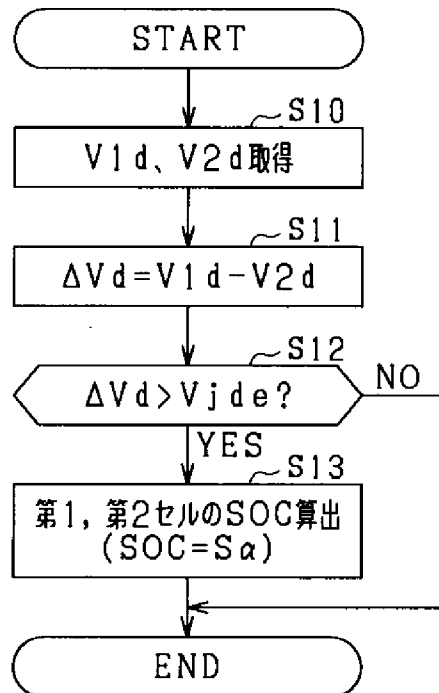 START
S10
V1d、V2d取得
S11
ΔVd=V1d-V2d
S12
ΔVd>Vjde?
NO
YES
S13
第1,第2セルのSOC算出
(SOC=Sα)
END